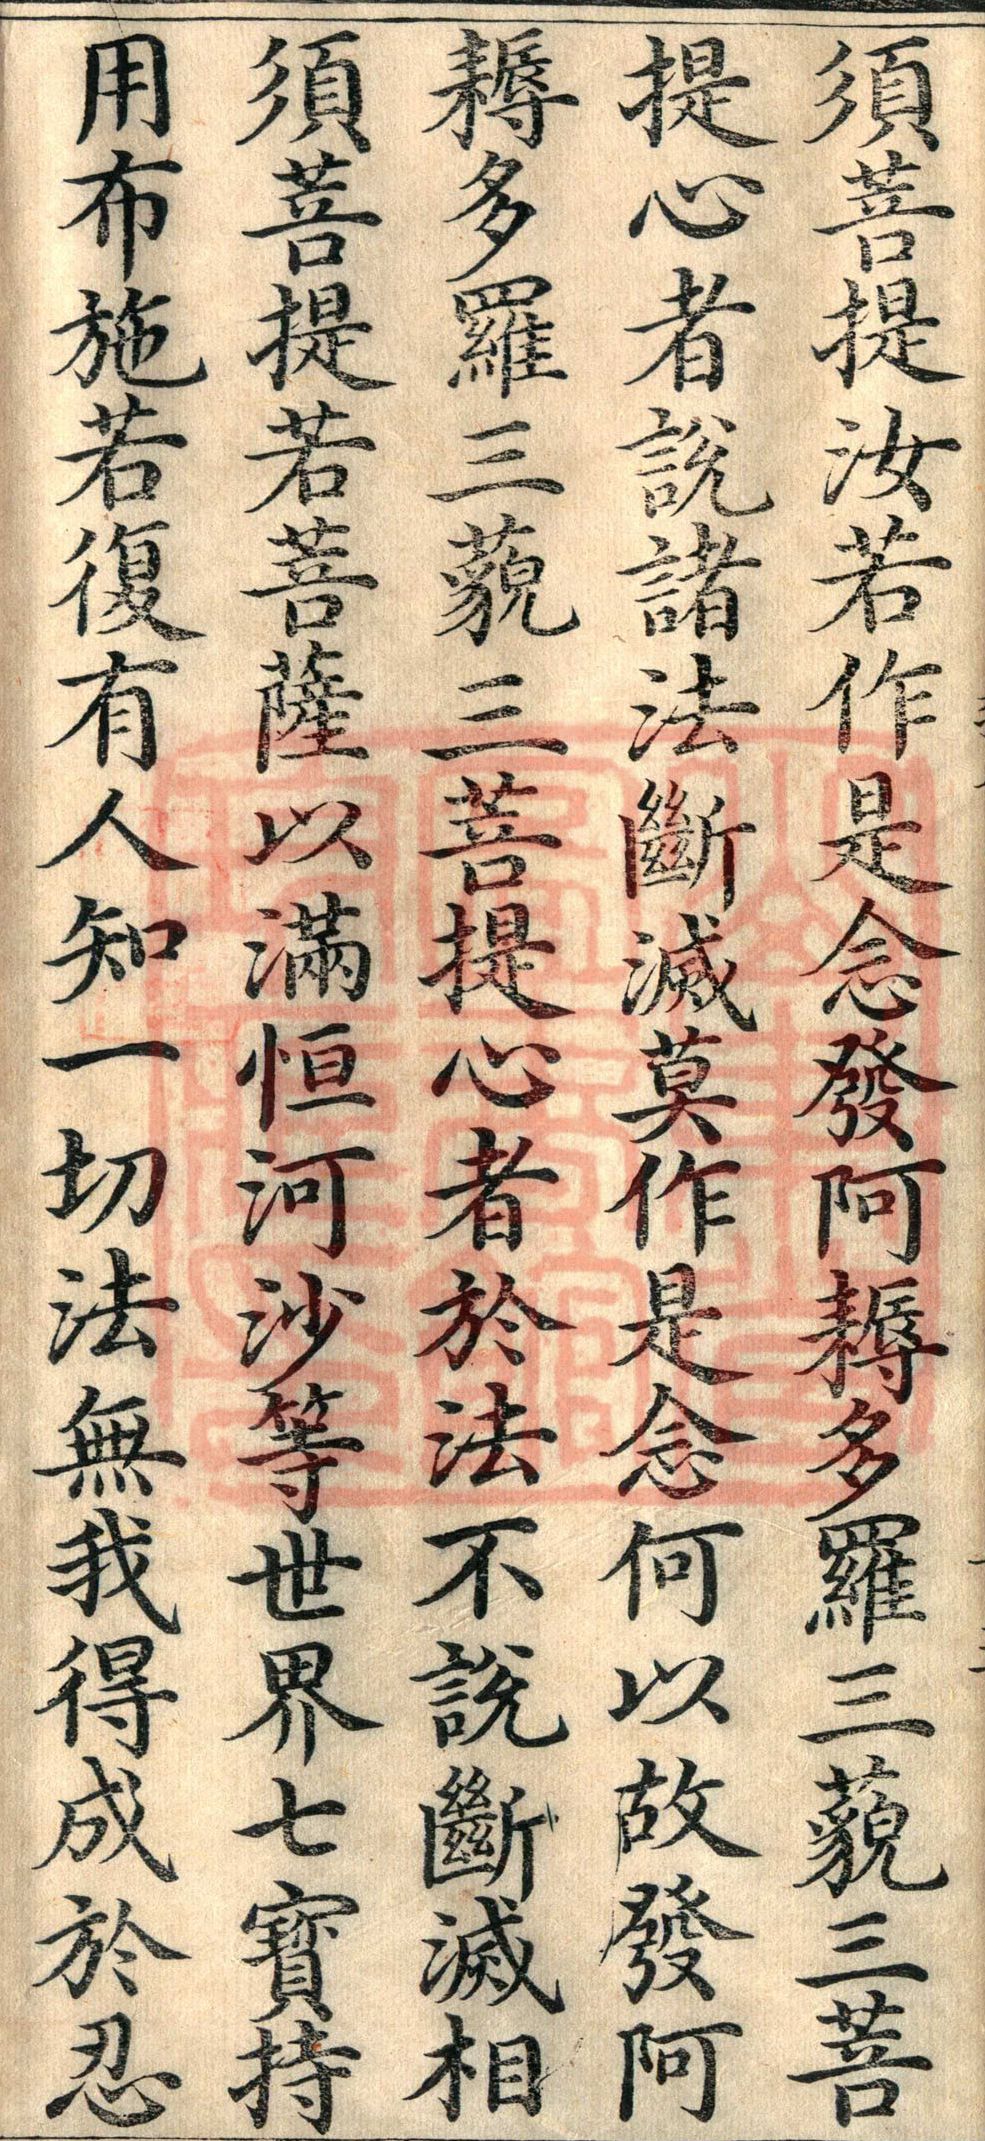 須菩提汝若作是念發阿耨多羅三藐三菩
提心者說諸法斷滅莫作是念何以故發阿
耨多羅三藐三菩提心者於法不說斷滅相
須菩提若菩薩以滿恒河沙等世界七寶持
用布施若復有人知一切法無我得成於忍